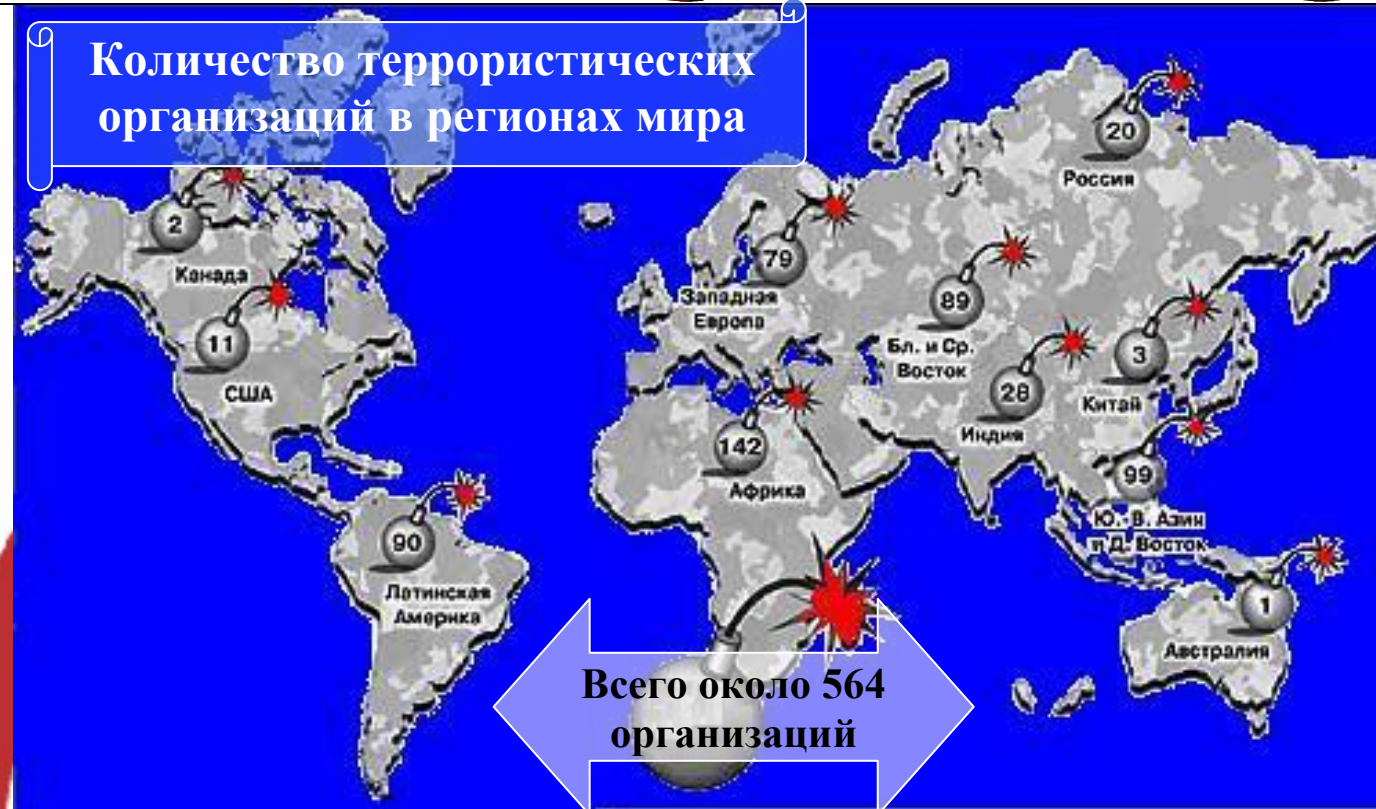 Количество террористических
организаций в регионах мира
20
Россия
2
Канада
79
Западная
Европа
89
Бл. и Ср.
Восток
11
США
3
Китай
28
Индия
142
Африка
99
Ю.-В. Азия
и Д. Восток
90
Латинская
Америка
1
Австралия
Всего около 564
организаций